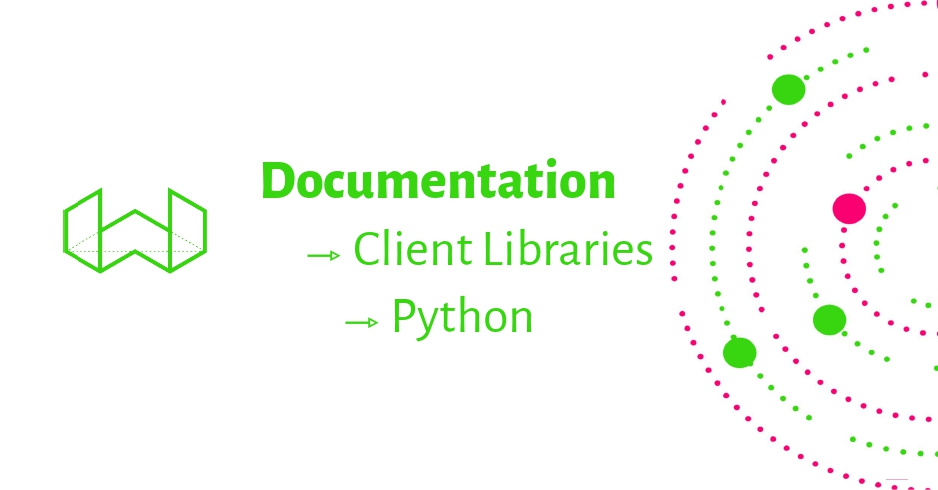 Documentation
→ Client Libraries
→ Python